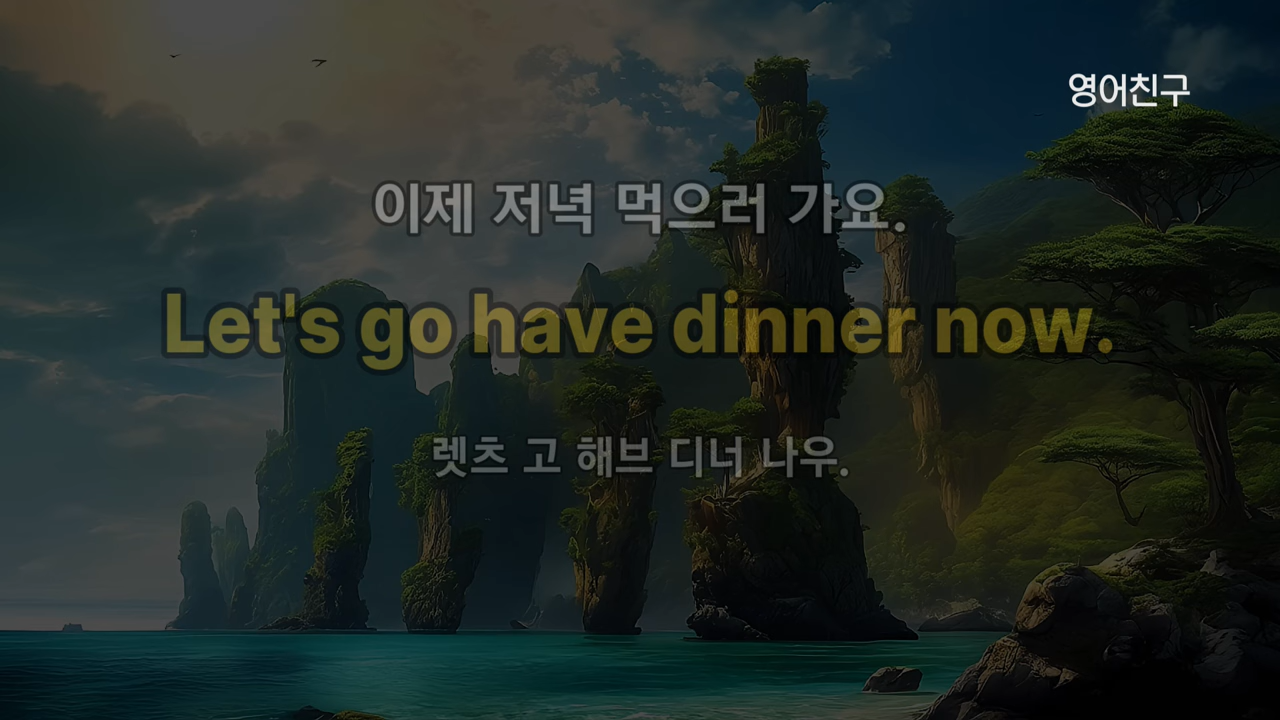 영어친구
이제 저녁 먹으러 가요.
Let's go have dinner now.
렛츠 고 해브 디너 나우.